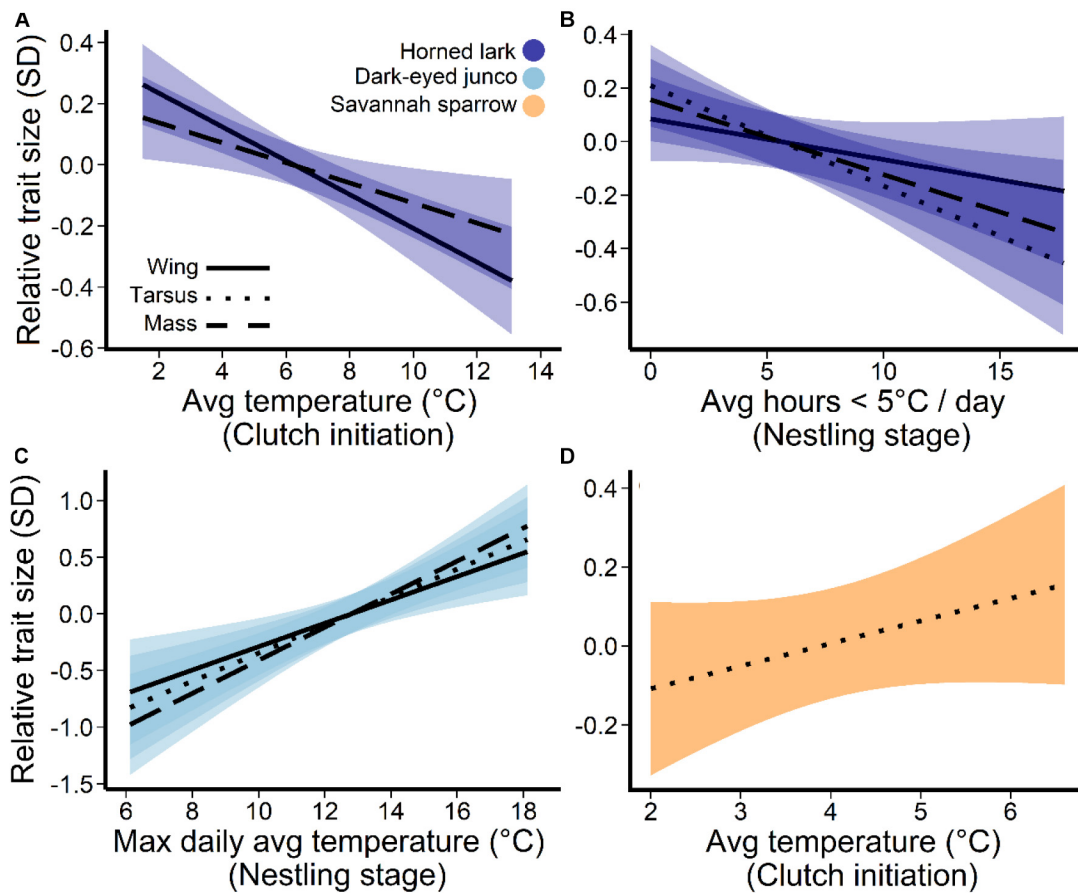 A
Relative trait size (SD)
0.4
0.2
0.0
-0.2
-0.4
-0.6
Horned lark
Dark-eyed junco
Savannah sparrow
Wing
Tarsus
Mass
2 4 6 8 10 12 14
Avg temperature (°C)
(Clutch initiation)
B
0.4
0.2
0.0
-0.2
-0.4
-0.6
0 5 10 15
Avg hours < 5°C / day
(Nestling stage)
C
Relative trait size (SD)
1.0
0.5
0.0
-0.5
-1.0
-1.5
6 8 10 12 14 16 18
Max daily avg temperature (°C)
(Nestling stage)
D
0.4
0.2
0.0
-0.2
2 3 4 5 6
Avg temperature (°C)
(Clutch initiation)